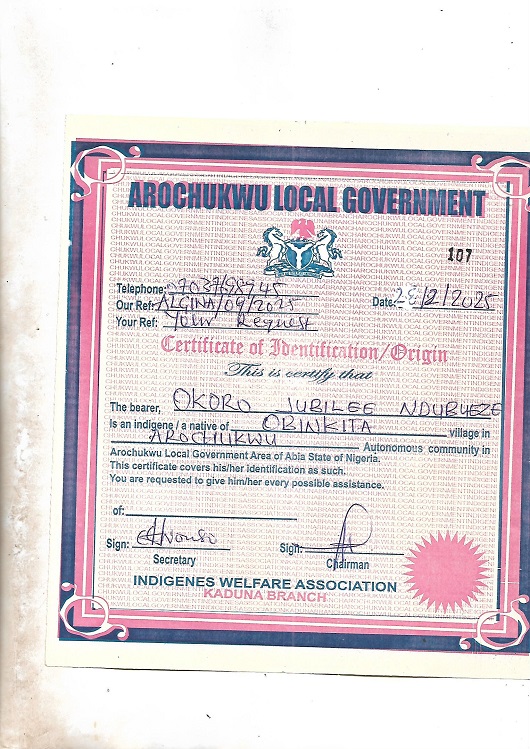 AROCHUKWU LOCAL GOVERNMENT
107
Telephone:
Our Ref: ALGINA/09/2025 Date: 28/2/2025
Your Ref: Your Request
Certificate of Identification/Origin
This is certify that
The bearer, OKORO JUBILEE NDUBUEZE
Is an indigene / a native of OBINKITA village in
AROCHUKWU Autonomous community in
Arochukwu Local Government Area of Abia State of Nigeria.
This certificate covers his/her identification as such.
You are requested to give him/her every possible assistance.
of:
Sign: Sign:
Secretary Chairman
INDIGENES WELFARE ASSOCIATION
KADUNA BRANCH